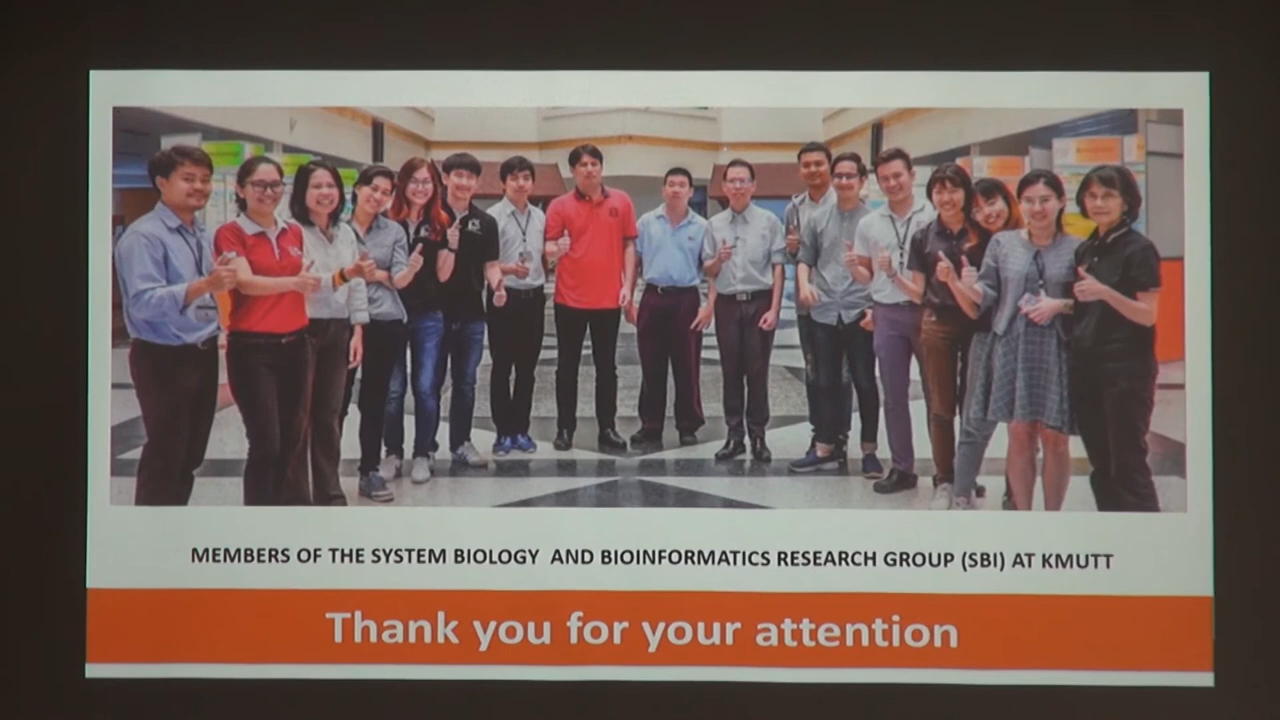 MEMBERS OF THE SYSTEM BIOLOGY AND BIOINFORMATICS RESEARCH GROUP (SBI) AT KMUTT
Thank you for your attention